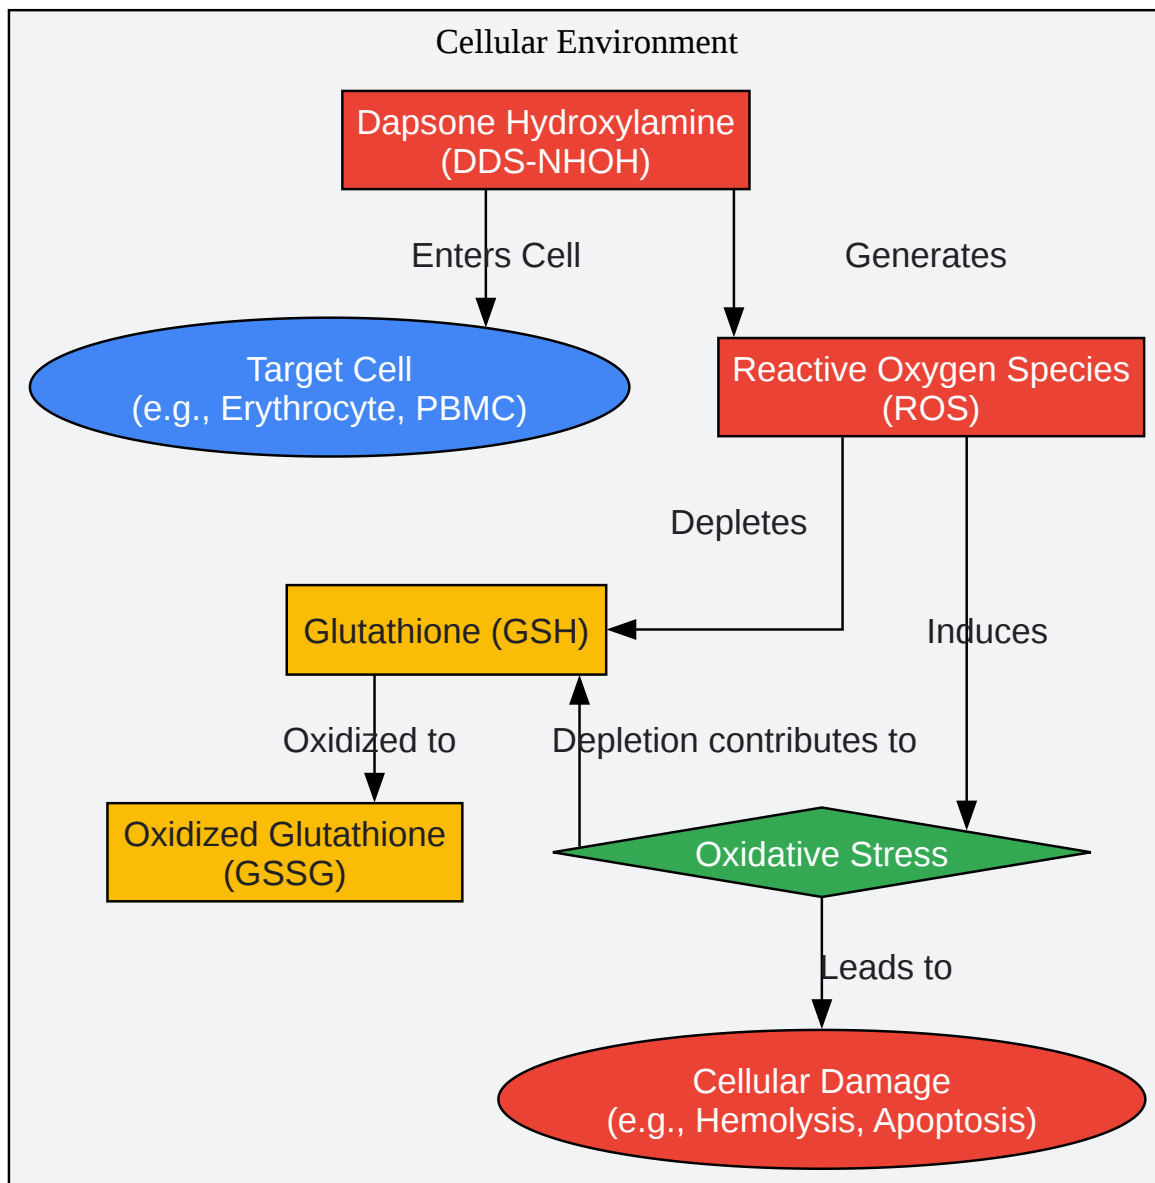 Cellular Environment
Dapsone Hydroxylamine
(DDS-NHOH)
Enters Cell
Generates
Target Cell
(e.g., Erythrocyte, PBMC)
Reactive Oxygen Species
(ROS)
Depletes
Glutathione (GSH)
Induces
Oxidized to
Depletion contributes to
Oxidized Glutathione
(GSSG)
Oxidative Stress
Leads to
Cellular Damage
(e.g., Hemolysis, Apoptosis)